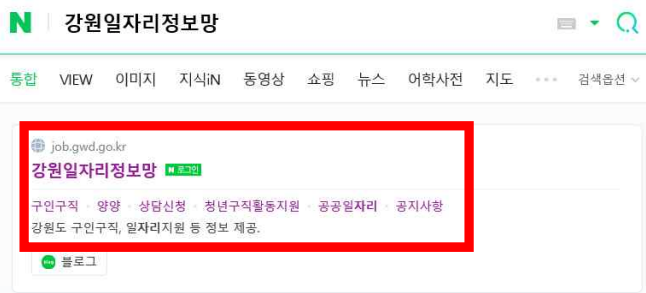 N 강원일자리정보망
통합 VIEW 이미지 지식iN 동영상 쇼핑 뉴스 어학사전 지도 ··· 검색옵션
job.gwd.go.kr
강원일자리정보망 N 로그인
구인구직 · 양양 · 상담신청 · 청년구직활동지원 · 공공일자리 · 공지사항
강원도 구인구직, 일자리지원 등 정보 제공.
blog 블로그